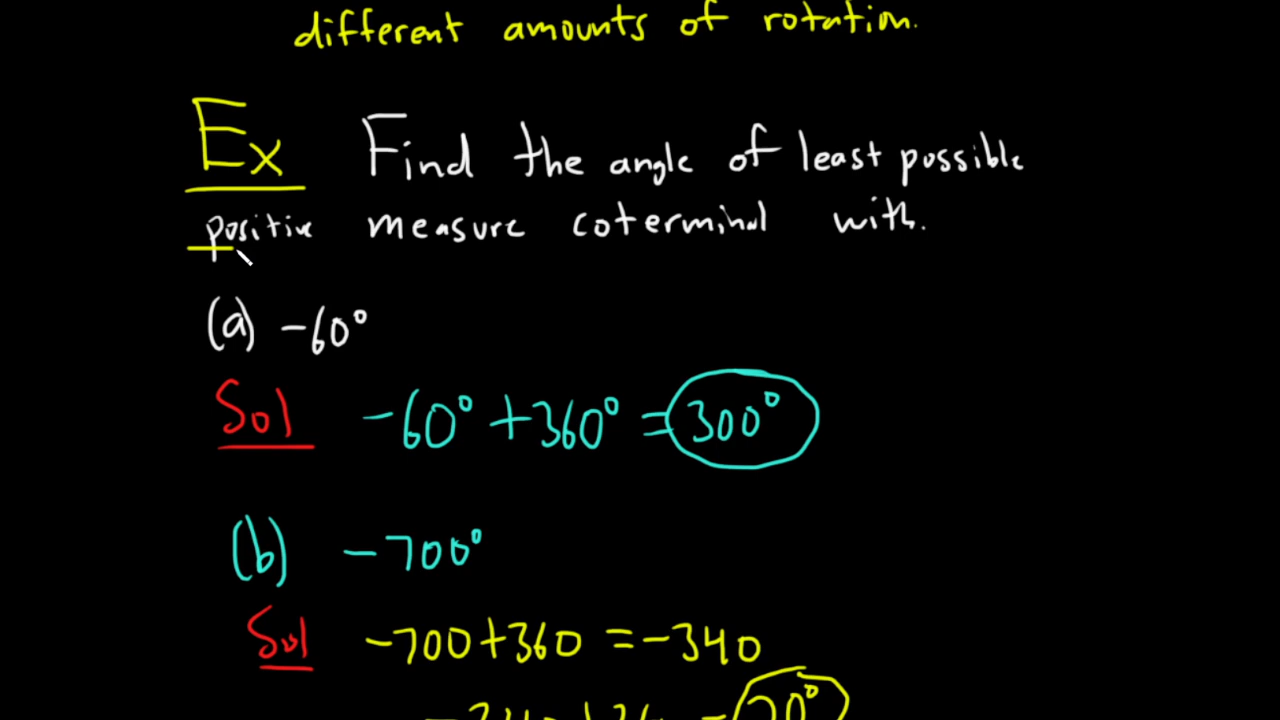 different amounts of rotation.
Ex Find the angle of least possible
positive measure coterminal with.
(a) -60°
Sol -60° +360° = 300°
(b) -700°
Sol -700+360 = -340